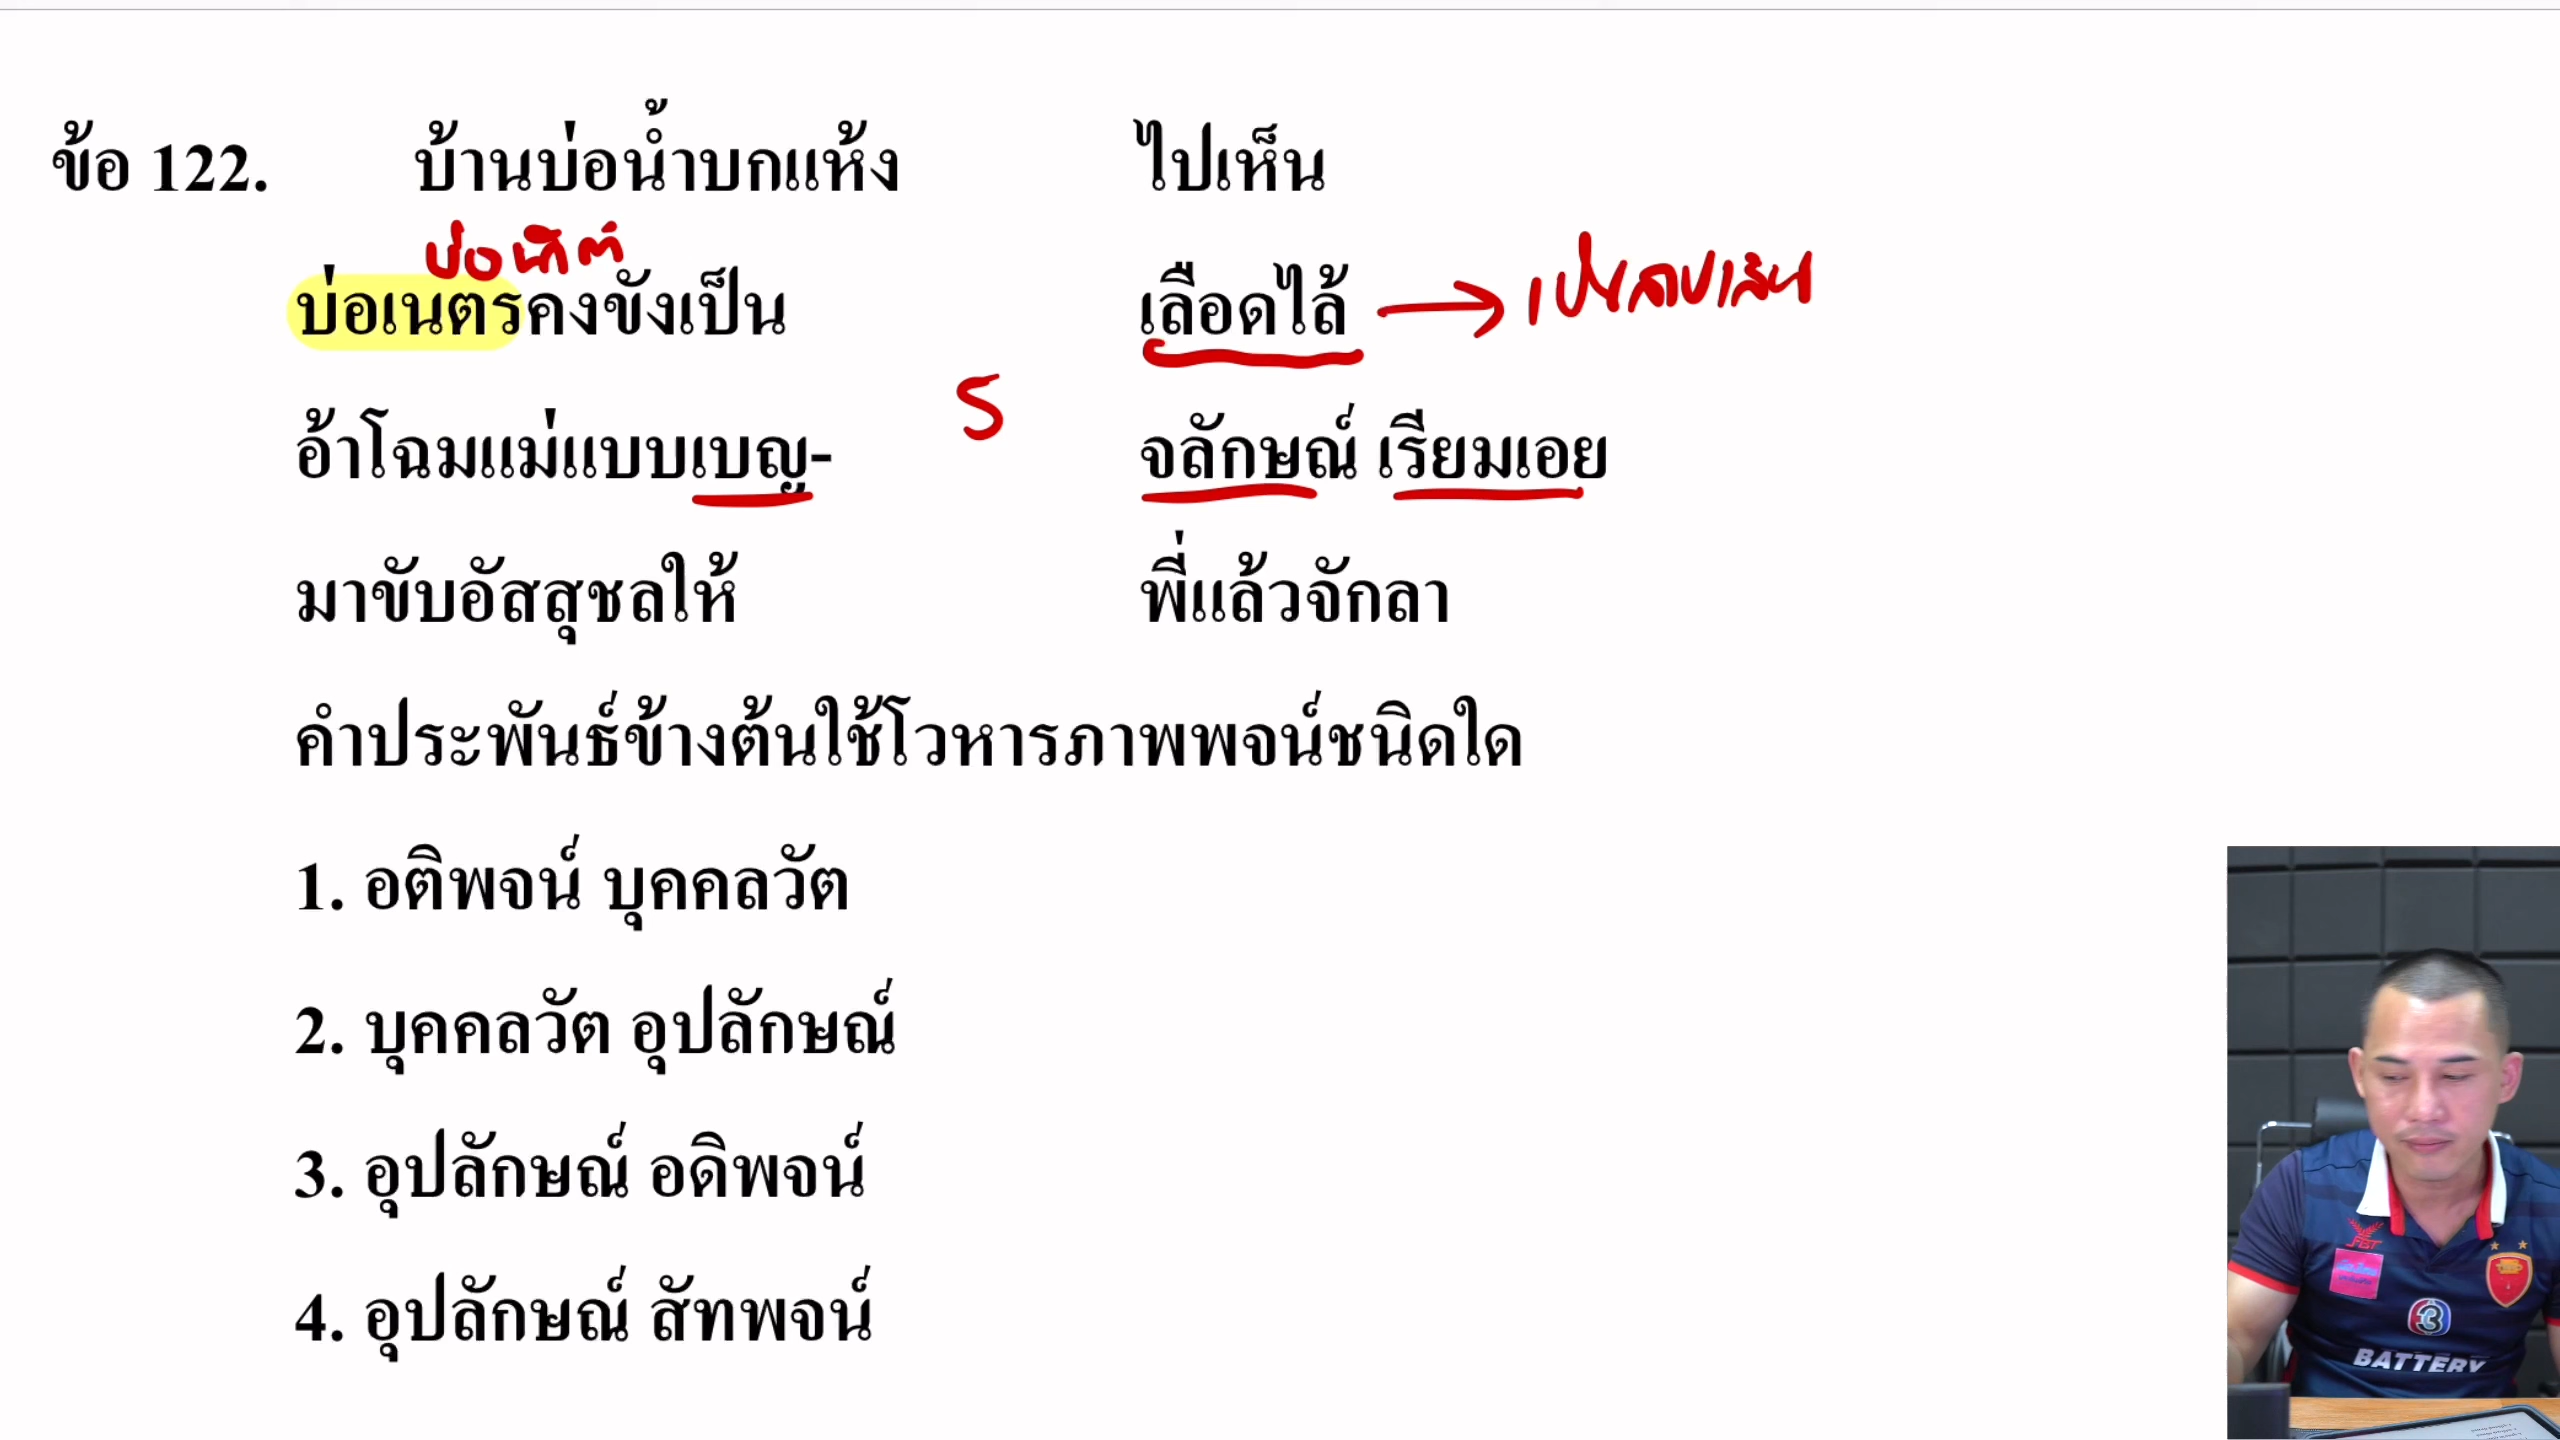 ข้อ 122. บ้านบ่อน้ำบกแห้ง ไปเห็น
บ่อเนตรคงขังเป็น เลือดไล้
อ้าโฉมแม่แบบเบญ- 5 จลักษณ์ เรียมเอย
มาขับอัสสุชลให้ พี่แล้วจักลา
คำประพันธ์ข้างต้นใช้โวหารภาพพจน์ชนิดใด
1. อติพจน์ บุคคลวัต
2. บุคคลวัต อุปลักษณ์
3. อุปลักษณ์ อดิพจน์
4. อุปลักษณ์ สัทพจน์
FBT
3
BATTERY